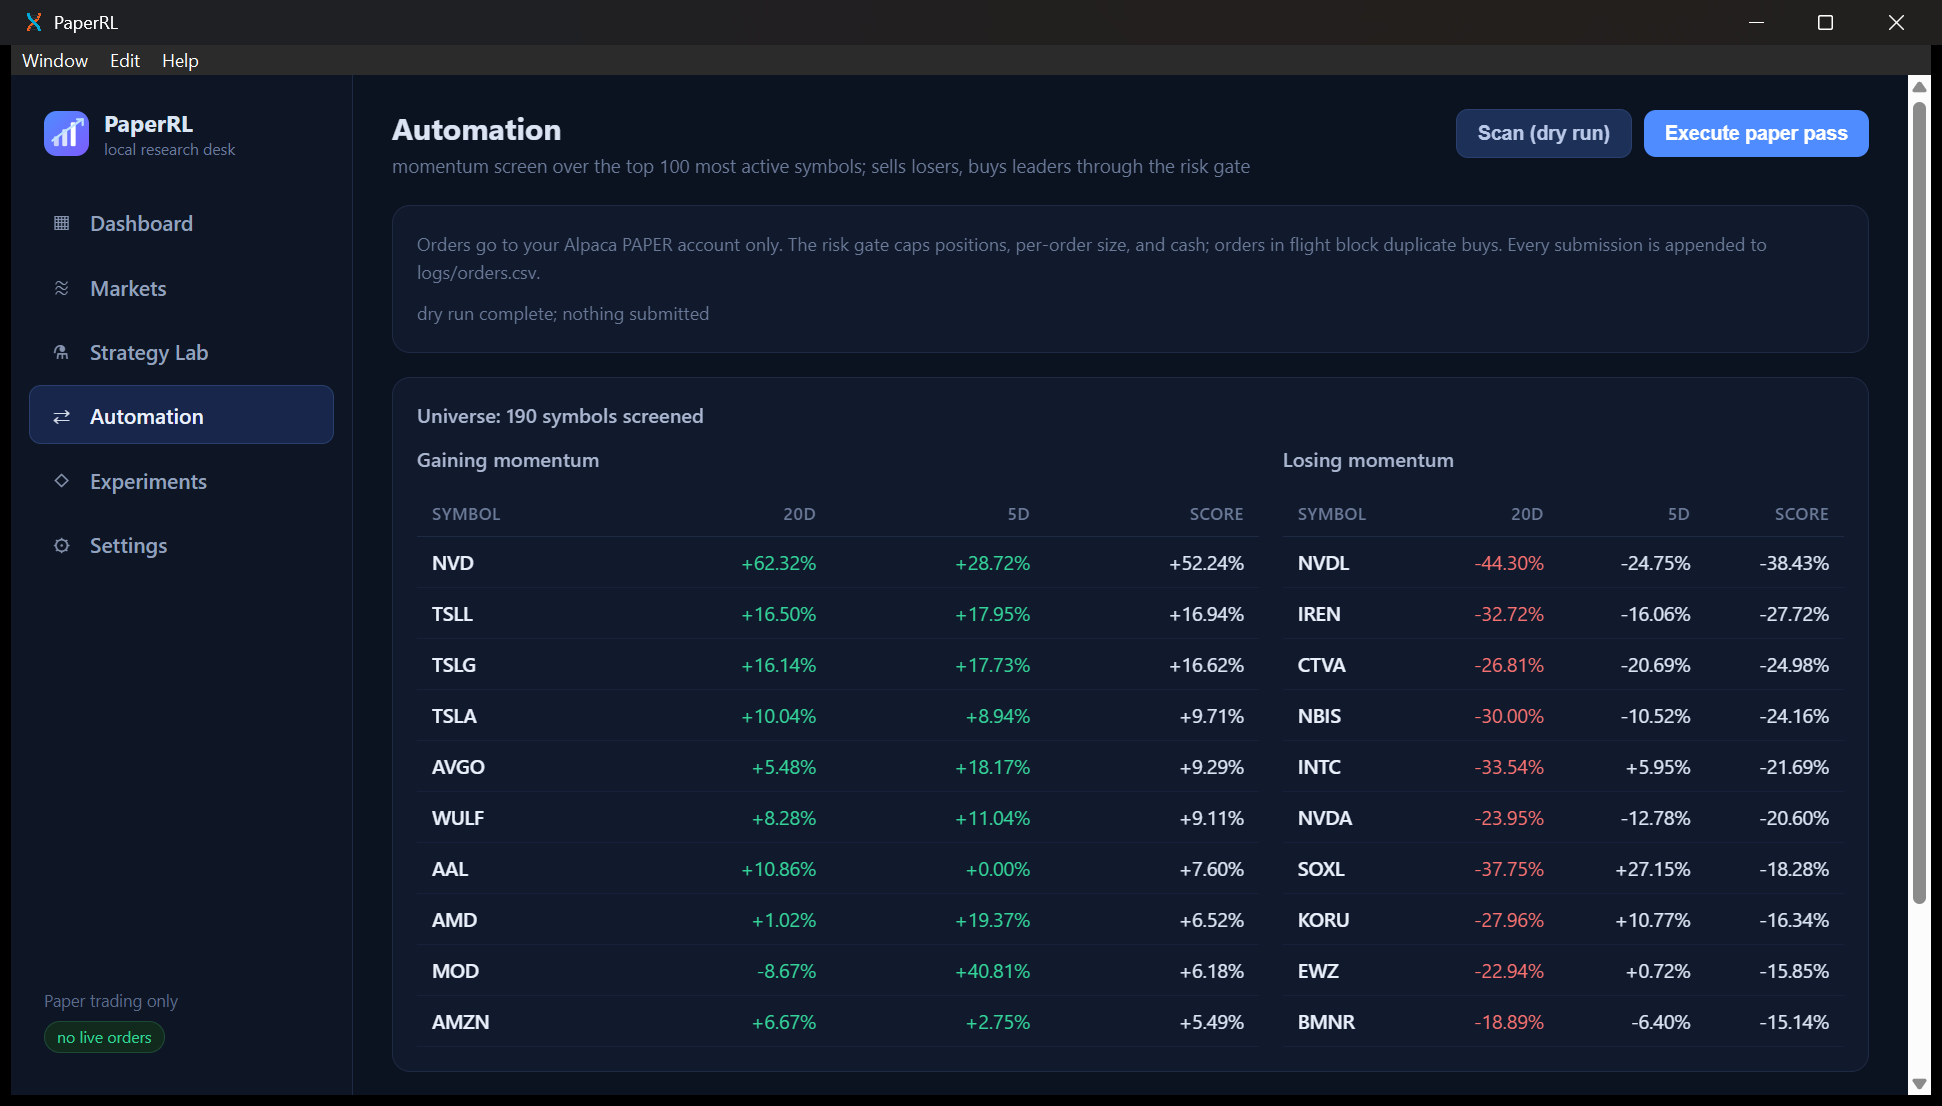 PaperRL
Window Edit Help
PaperRL
local research desk
Dashboard
Markets
Strategy Lab
Automation
Experiments
Settings
Paper trading only
no live orders
Automation
momentum screen over the top 100 most active symbols; sells losers, buys leaders through the risk gate
Scan (dry run) Execute paper pass
Orders go to your Alpaca PAPER account only. The risk gate caps positions, per-order size, and cash; orders in flight block duplicate buys. Every submission is appended to
logs/orders.csv.
dry run complete; nothing submitted
Universe: 190 symbols screened
Gaining momentum
SYMBOL 20D 5D SCORE
NVD +62.32% +28.72% +52.24%
TSLL +16.50% +17.95% +16.94%
TSLG +16.14% +17.73% +16.62%
TSLA +10.04% +8.94% +9.71%
AVGO +5.48% +18.17% +9.29%
WULF +8.28% +11.04% +9.11%
AAL +10.86% +0.00% +7.60%
AMD +1.02% +19.37% +6.52%
MOD -8.67% +40.81% +6.18%
AMZN +6.67% +2.75% +5.49%
Losing momentum
SYMBOL 20D 5D SCORE
NVDL -44.30% -24.75% -38.43%
IREN -32.72% -16.06% -27.72%
CTVA -26.81% -20.69% -24.98%
NBIS -30.00% -10.52% -24.16%
INTC -33.54% +5.95% -21.69%
NVDA -23.95% -12.78% -20.60%
SOXL -37.75% +27.15% -18.28%
KORU -27.96% +10.77% -16.34%
EWZ -22.94% +0.72% -15.85%
BMNR -18.89% -6.40% -15.14%